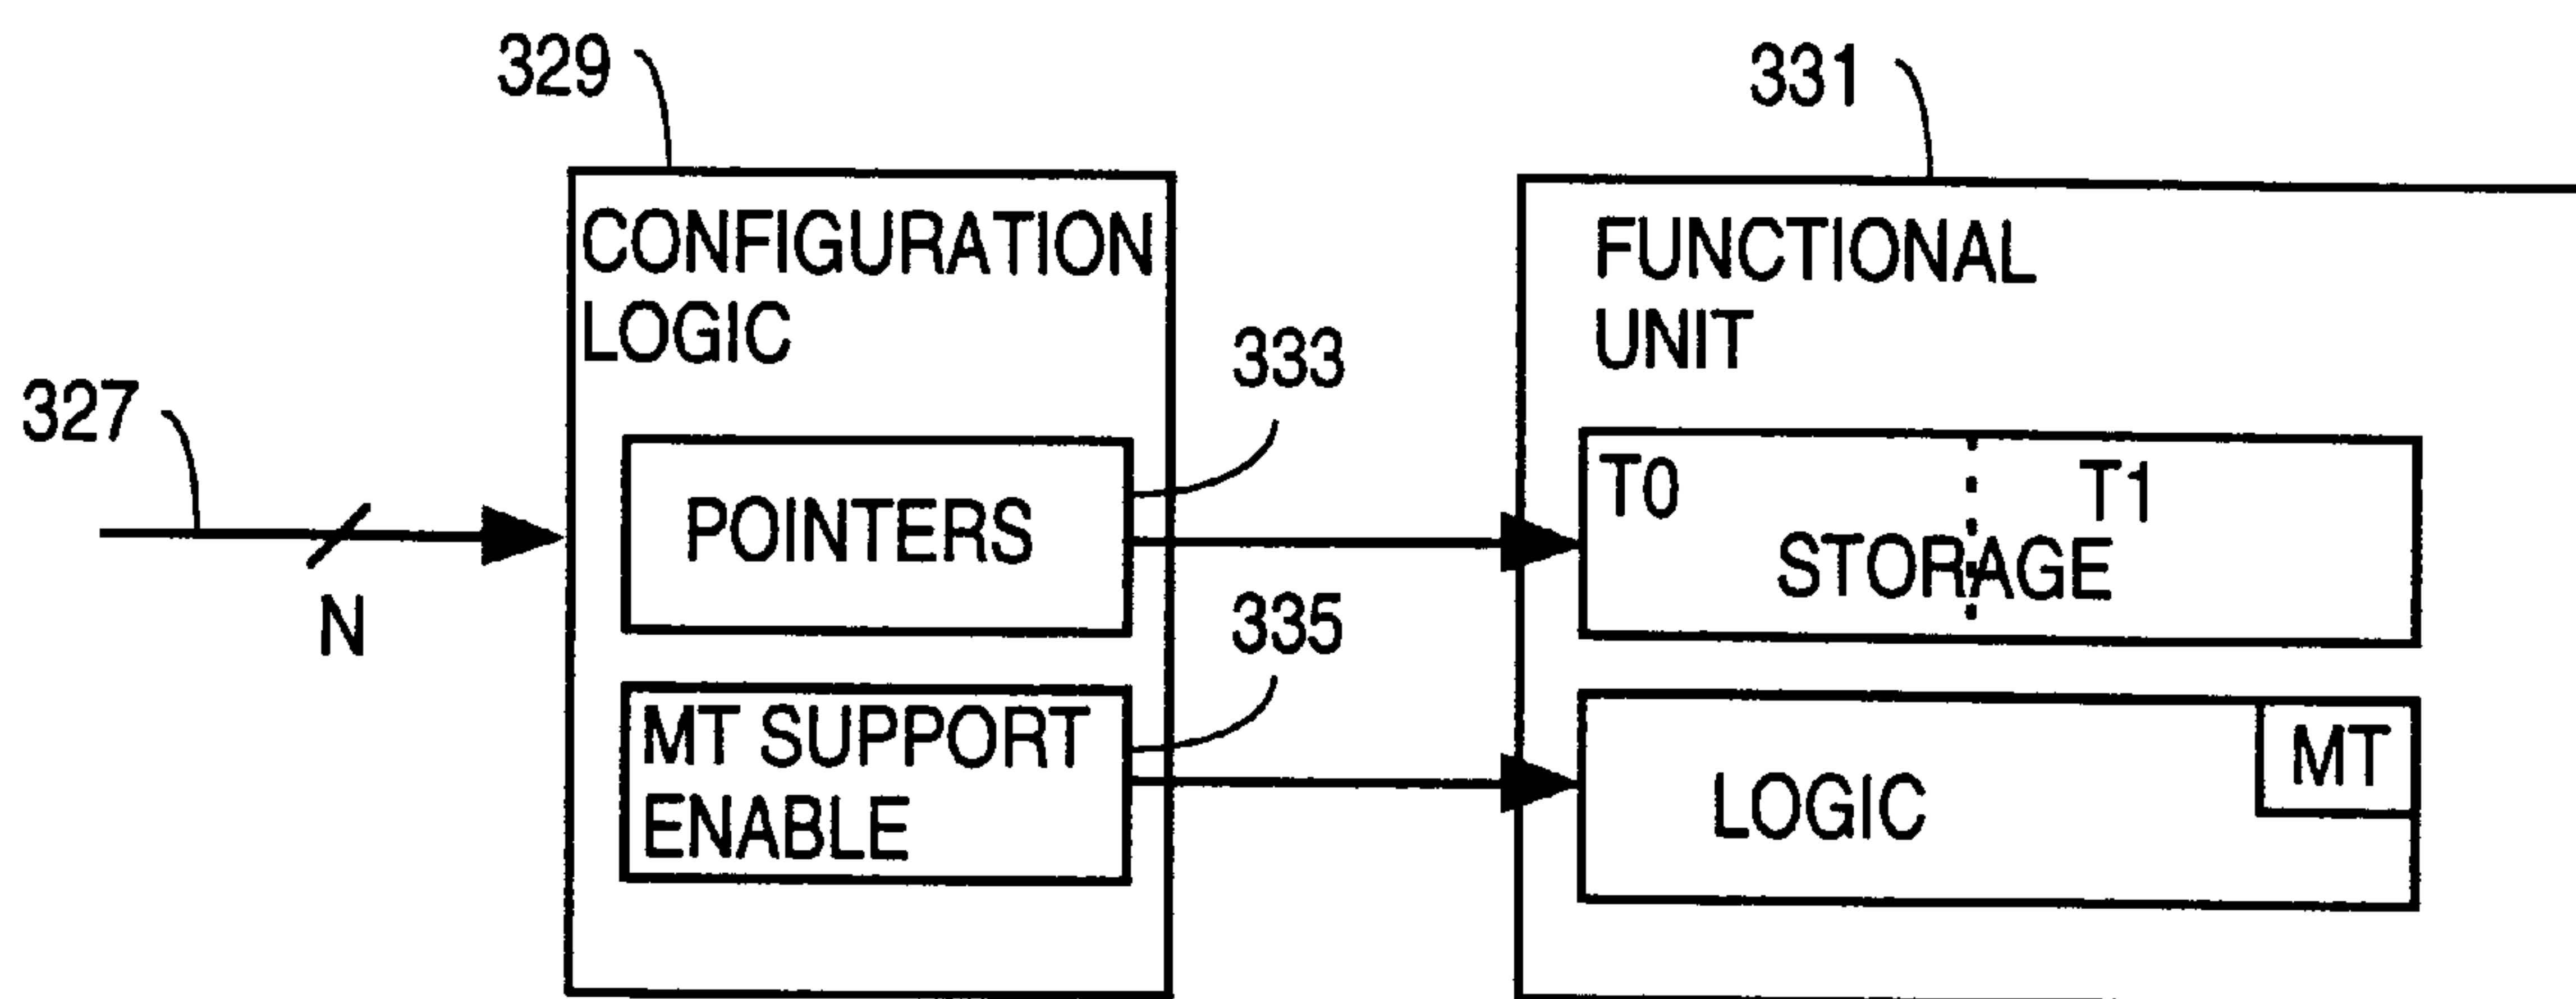 329
331
CONFIGURATION
LOGIC
FUNCTIONAL
UNIT
333
327
POINTERS
T0
T1
STORAGE
N
335
MT SUPPORT
ENABLE
LOGIC
MT